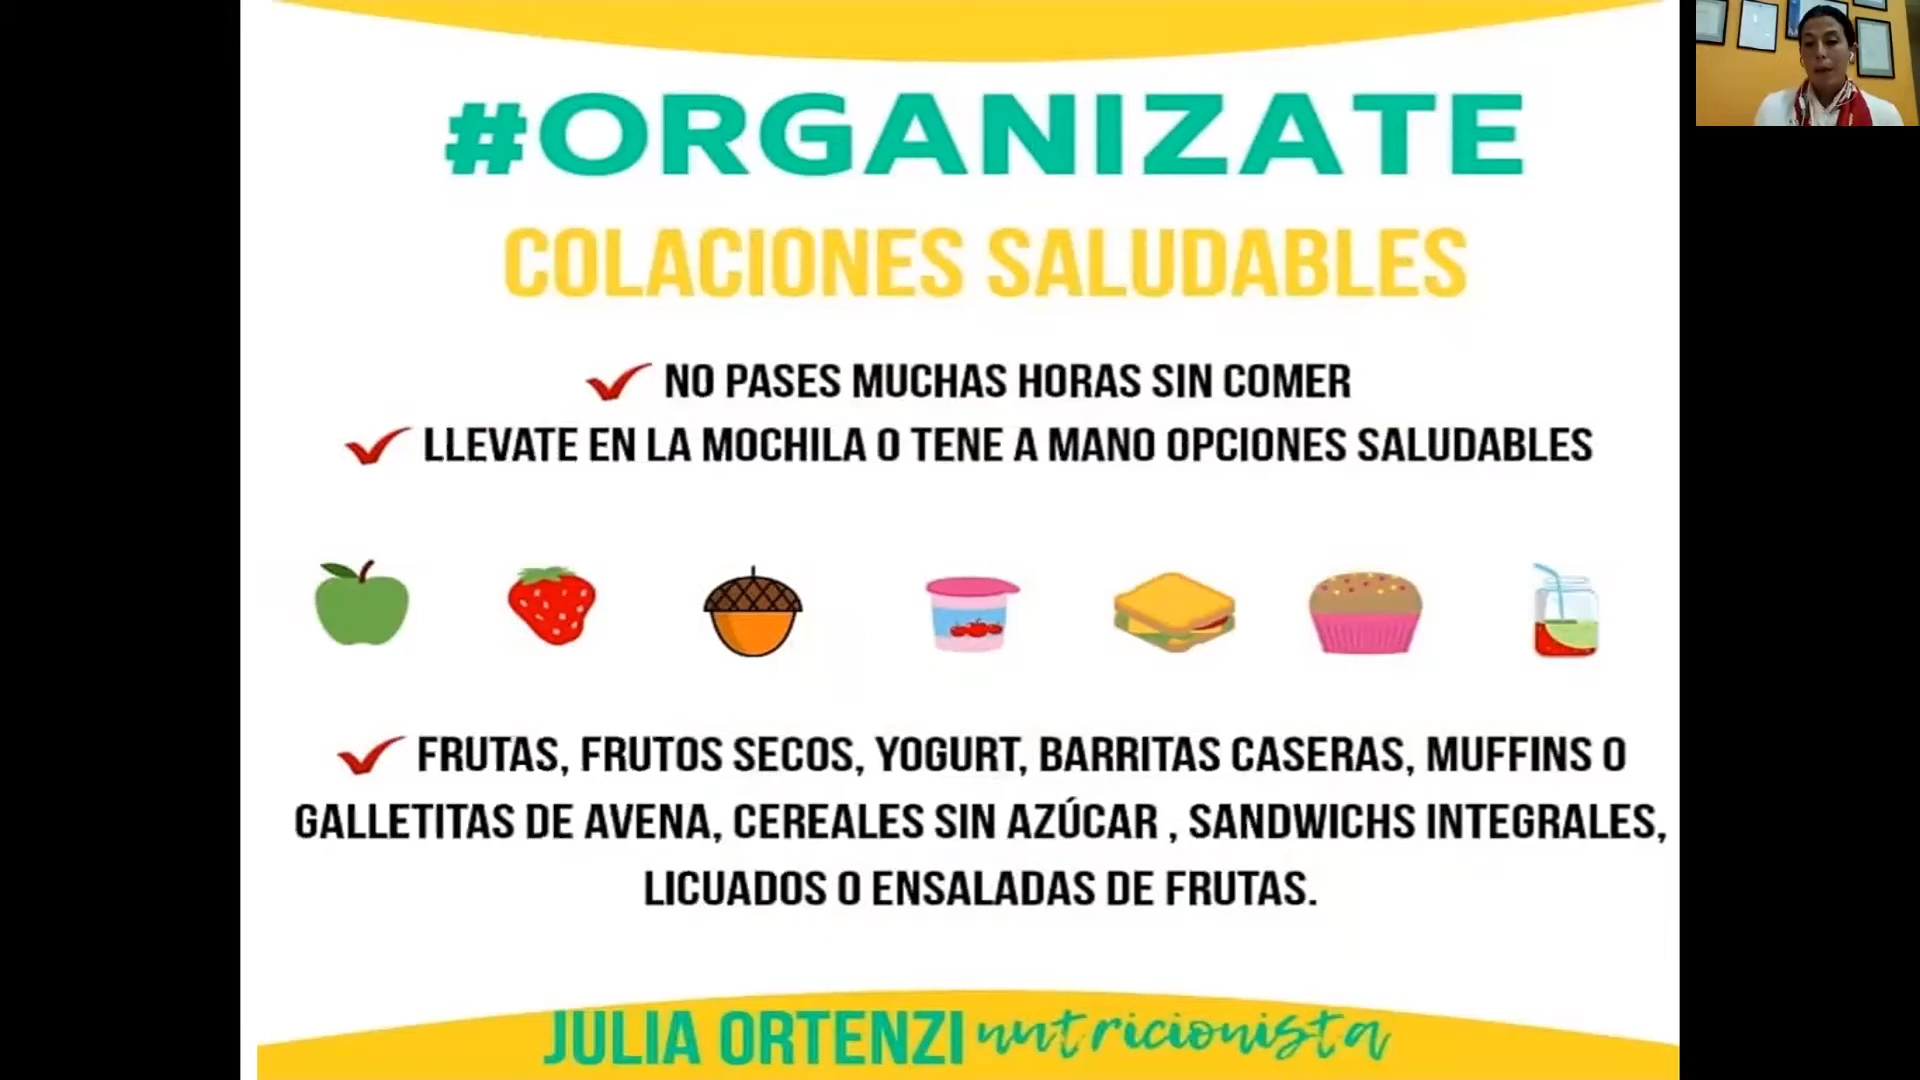 #ORGANIZATE
COLACIONES SALUDABLES
NO PASES MUCHAS HORAS SIN COMER
LLEVATE EN LA MOCHILA O TENE A MANO OPCIONES SALUDABLES
FRUTAS, FRUTOS SECOS, YOGURT, BARRITAS CASERAS, MUFFINS O
GALLETITAS DE AVENA, CEREALES SIN AZÚCAR , SANDWICHS INTEGRALES,
LICUADOS O ENSALADAS DE FRUTAS.
JULIA ORTENZI nutricionista